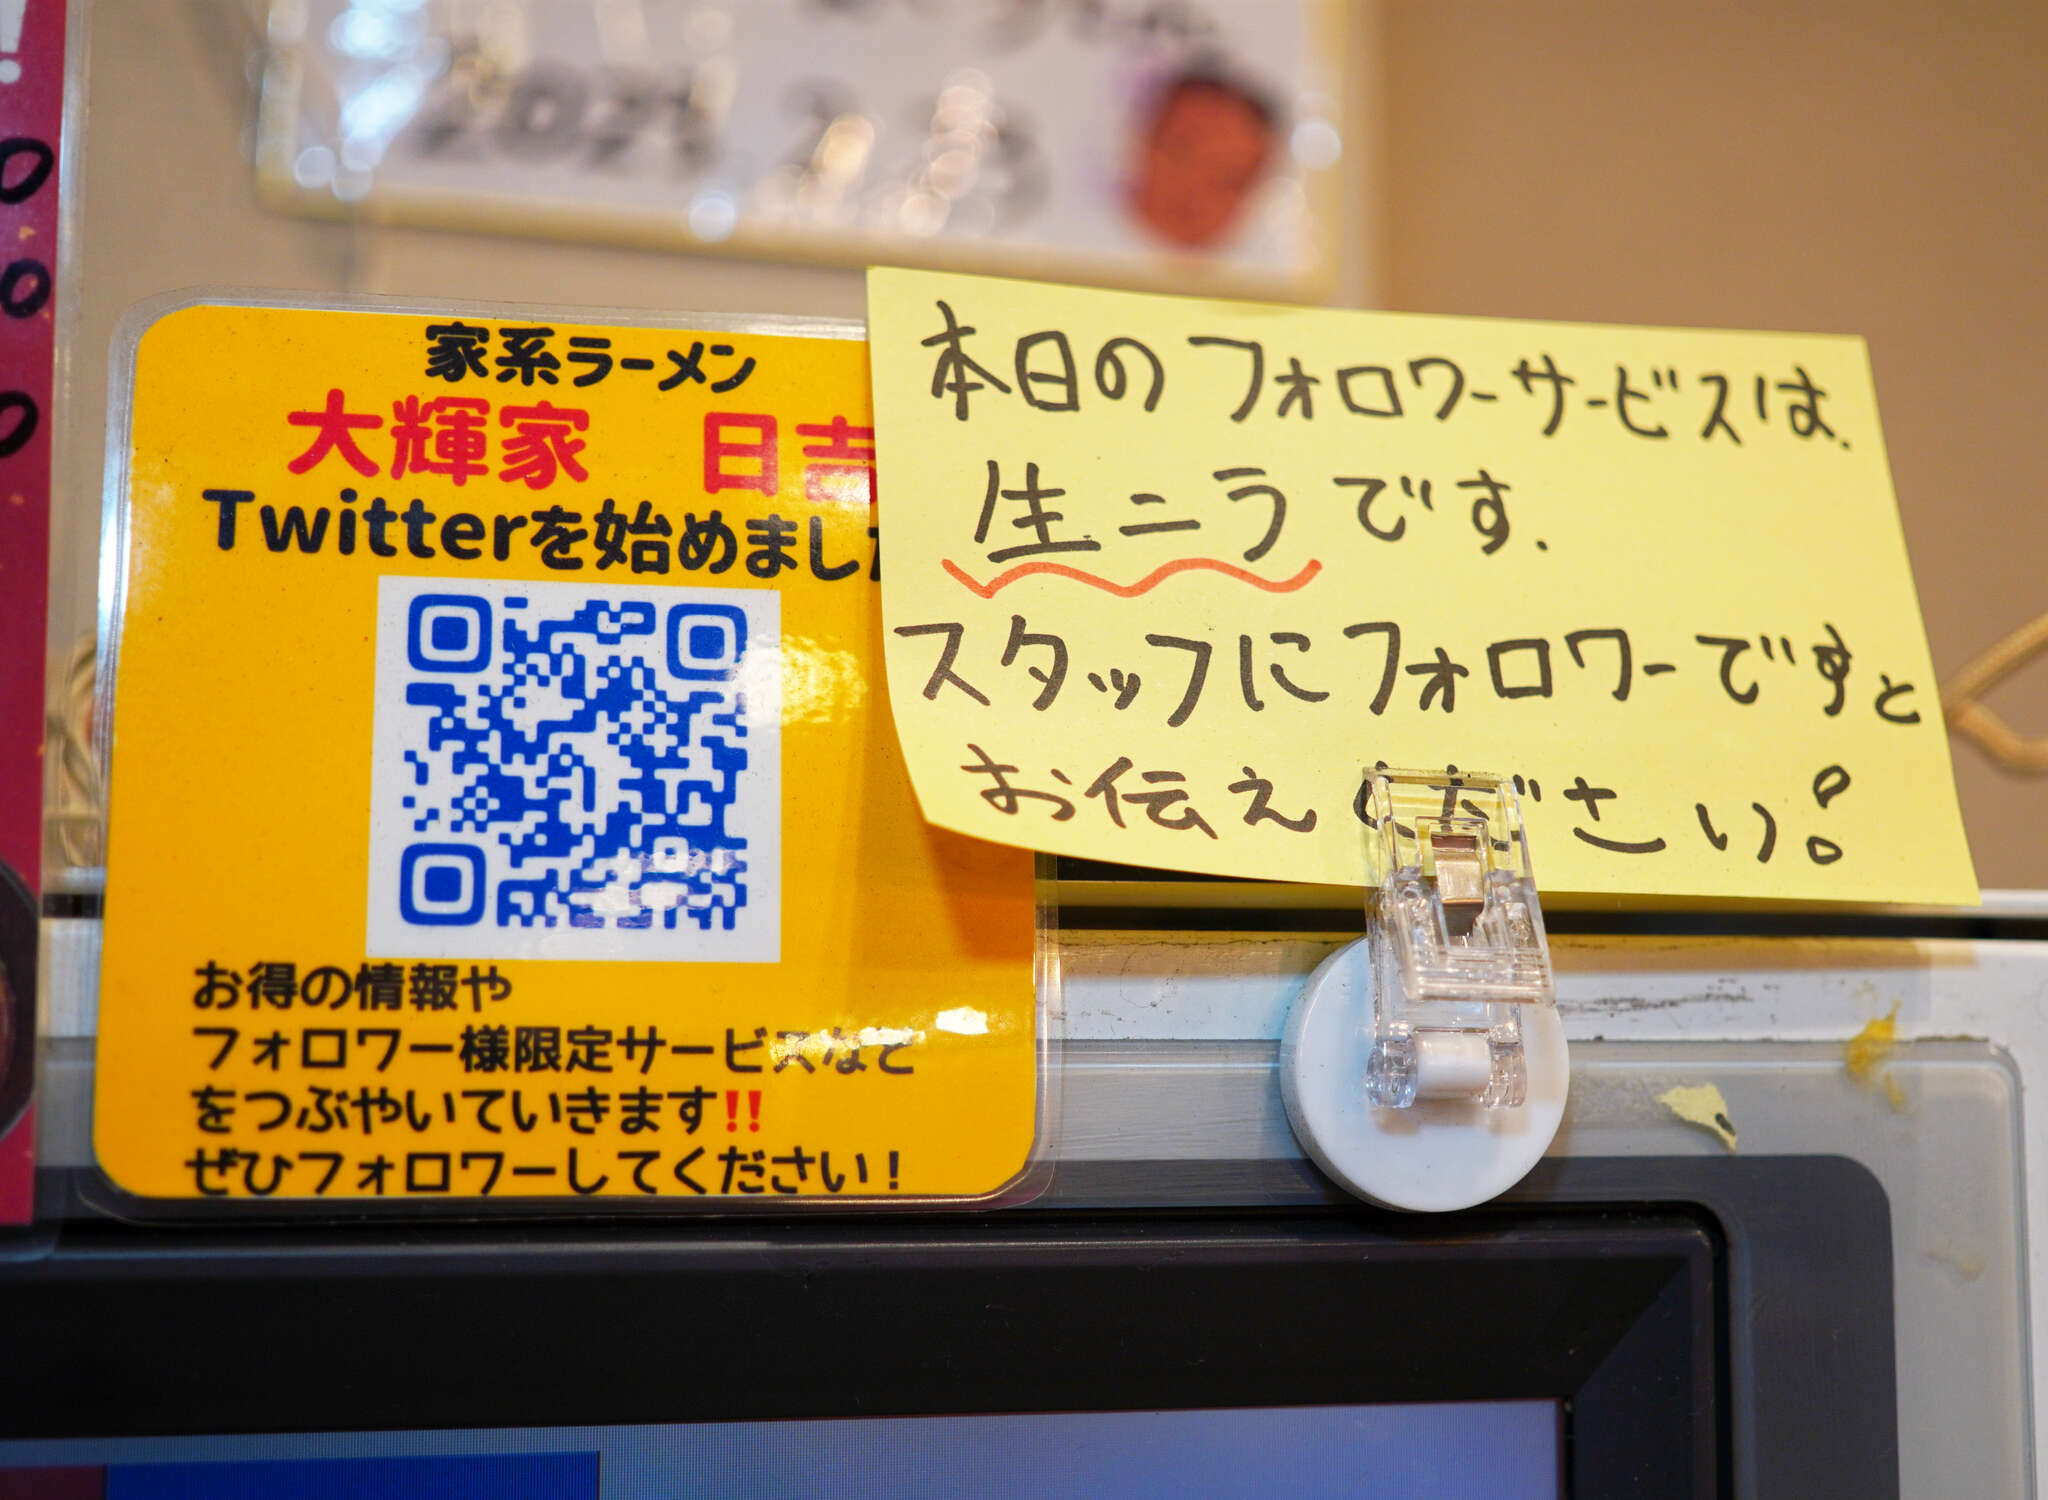 家系ラーメン
大輝家 日吉
Twitterを始めまし
お得の情報や
フォロワー様限定サービスなど
をつぶやいていきます!!
ぜひフォロワーしてください！
本日のフォロワーサービスは、
生ニラです.
スタッフにフォロワーですと
お伝えください!